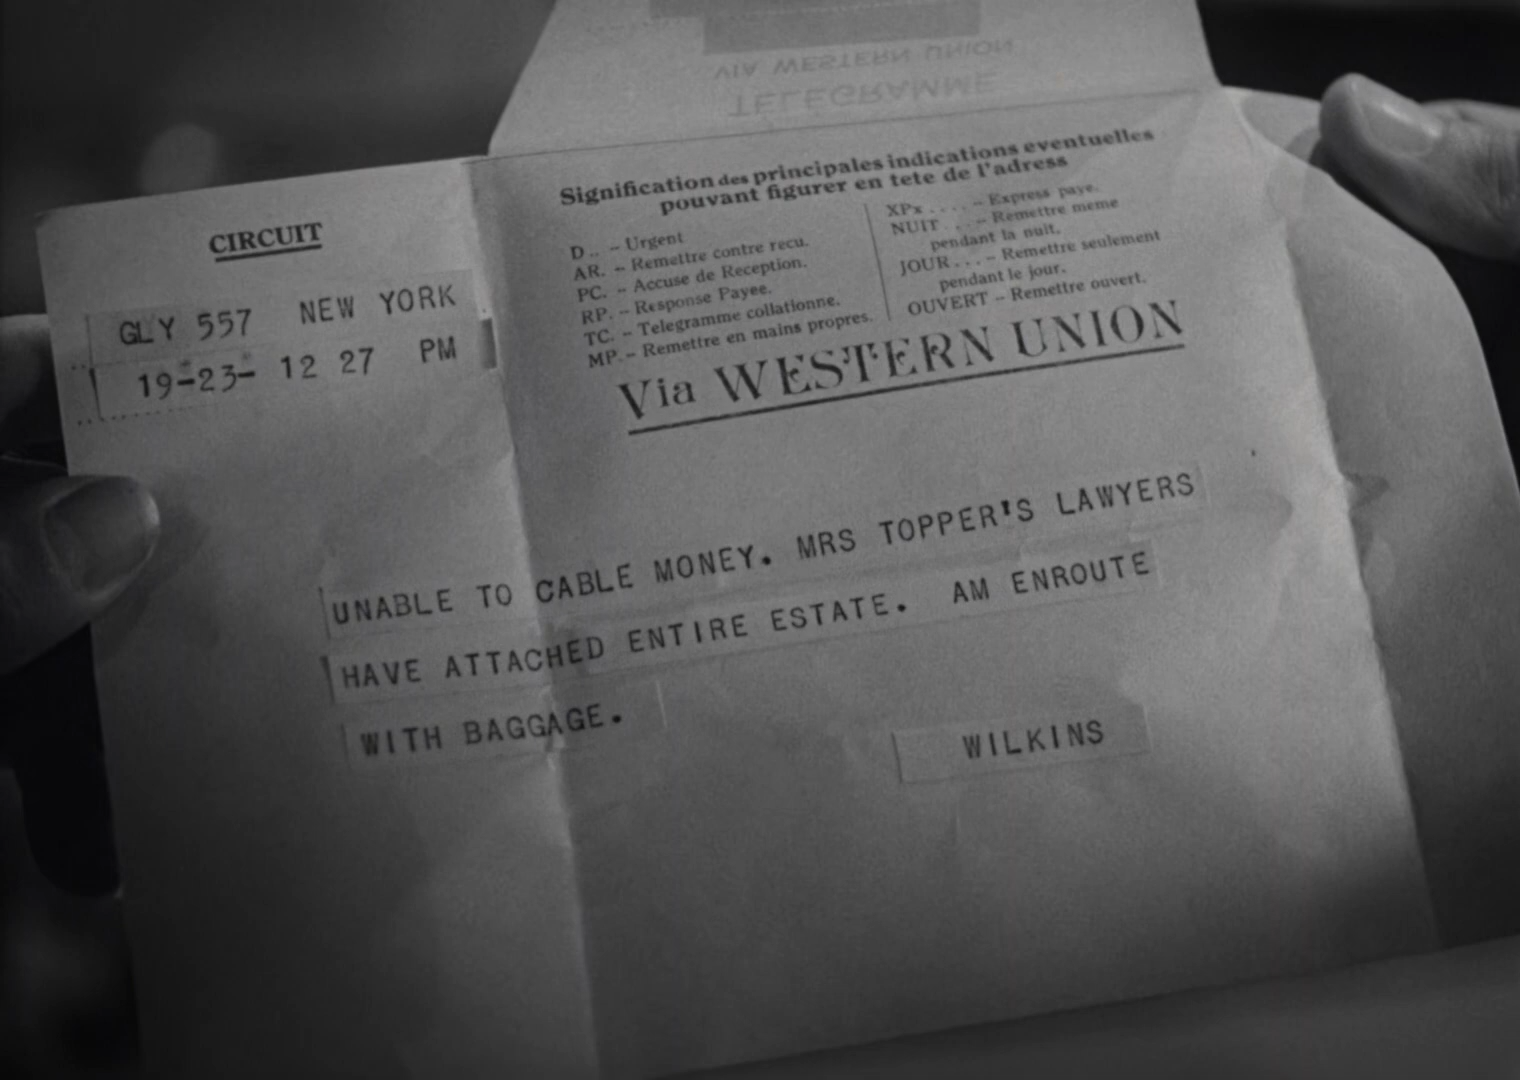 VIA WESTERN UNION
TELEGRAMME
CIRCUIT
GLY 557 NEW YORK
19-23- 12 27 PM
Signification des principales indications eventuelles
pouvant figurer en tete de l'adress
D .. - Urgent
AR. - Remettre contre recu.
PC. - Accuse de Reception.
RP. - Response Payee.
TC. - Telegramme collationne.
MP. - Remettre en mains propres.
XPx .... - Express paye.
NUIT ... - Remettre meme
pendant la nuit.
JOUR ... - Remettre seulement
pendant le jour.
OUVERT - Remettre ouvert.
Via WESTERN UNION
UNABLE TO CABLE MONEY. MRS TOPPER'S LAWYERS
HAVE ATTACHED ENTIRE ESTATE. AM ENROUTE
WITH BAGGAGE.
WILKINS